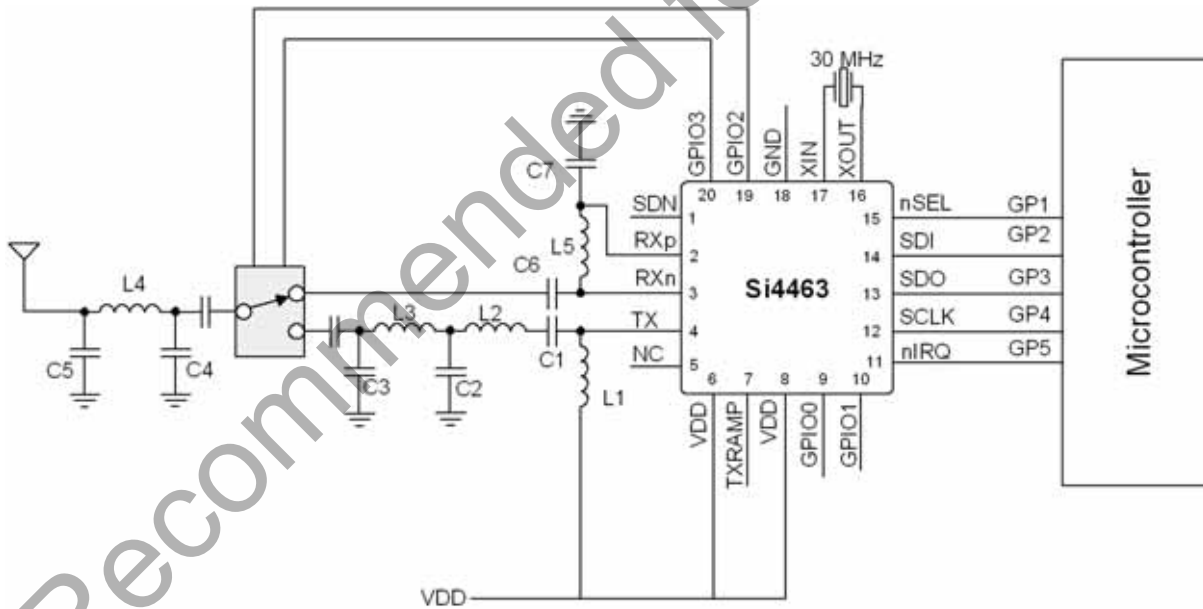 30 MHz
GPIO3
GPIO2
GND
XIN
XOUT
C7
20
19
18
17
16
SDN
1
15
nSEL
GP1
RXp
2
14
SDI
GP2
L5
RXn
3
13
SDO
GP3
C6
Si4463
L4
TX
4
12
SCLK
GP4
L3
L2
C1
NC
5
11
nIRQ
GP5
C5
C4
C3
C2
L1
6
7
8
9
10
VDD
TXRAMP
VDD
GPIO0
GPIO1
Microcontroller
VDD
Recommended fo